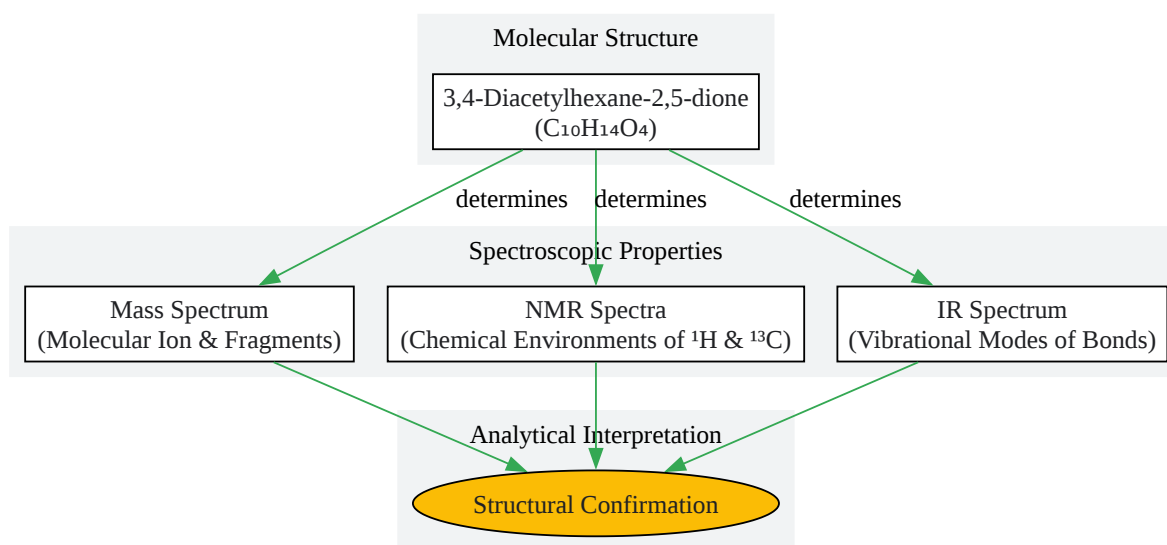 Molecular Structure
3,4-Diacetylhexane-2,5-dione
(C₁₀H₁₄O₄)
determines
determines
determines
Spectroscopic Properties
Mass Spectrum
(Molecular Ion & Fragments)
NMR Spectra
(Chemical Environments of ¹H & ¹³C)
IR Spectrum
(Vibrational Modes of Bonds)
Analytical Interpretation
Structural Confirmation